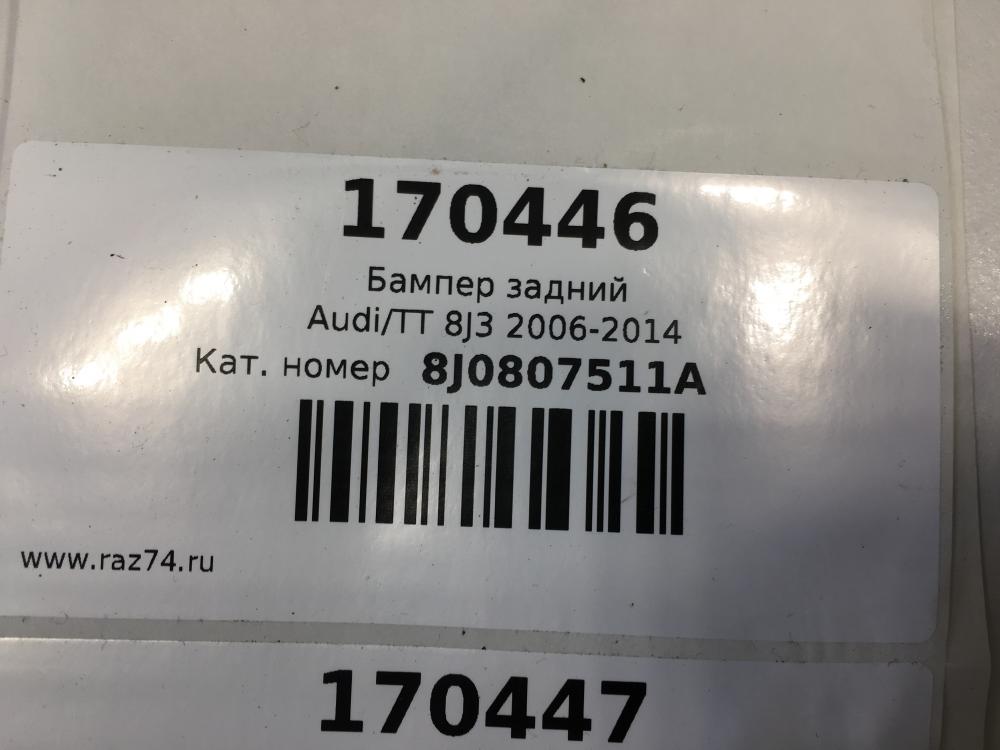 170446
Бампер задний
Audi/TT 8J3 2006-2014
Кат. номер 8J0807511A
www.raz74.ru
170447